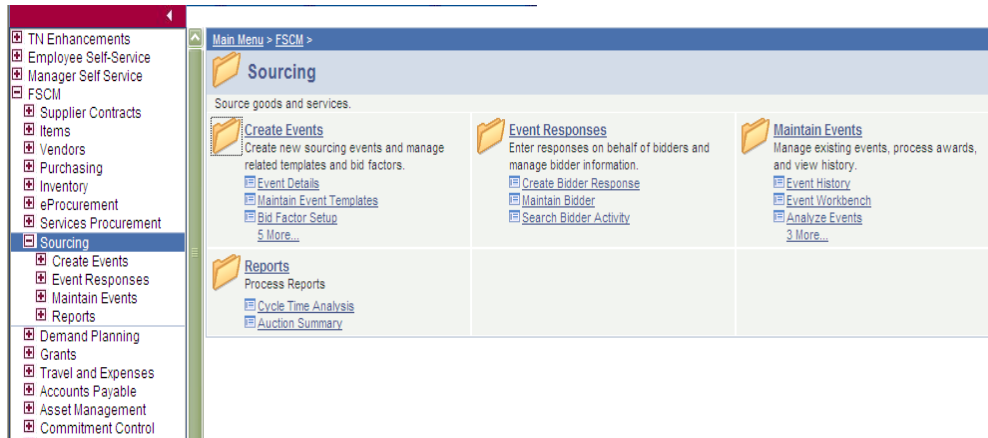 TN Enhancements
Employee Self-Service
Manager Self Service
FSCM
Supplier Contracts
Items
Vendors
Purchasing
Inventory
eProcurement
Services Procurement
Sourcing
Create Events
Event Responses
Maintain Events
Reports
Demand Planning
Grants
Travel and Expenses
Accounts Payable
Asset Management
Commitment Control
Main Menu > FSCM >
Sourcing
Source goods and services.
Create Events
Create new sourcing events and manage
related templates and bid factors.
Event Details
Maintain Event Templates
Bid Factor Setup
5 More...
Event Responses
Enter responses on behalf of bidders and
manage bidder information.
Create Bidder Response
Maintain Bidder
Search Bidder Activity
Maintain Events
Manage existing events, process awards,
and view history.
Event History
Event Workbench
Analyze Events
3 More...
Reports
Process Reports
Cycle Time Analysis
Auction Summary